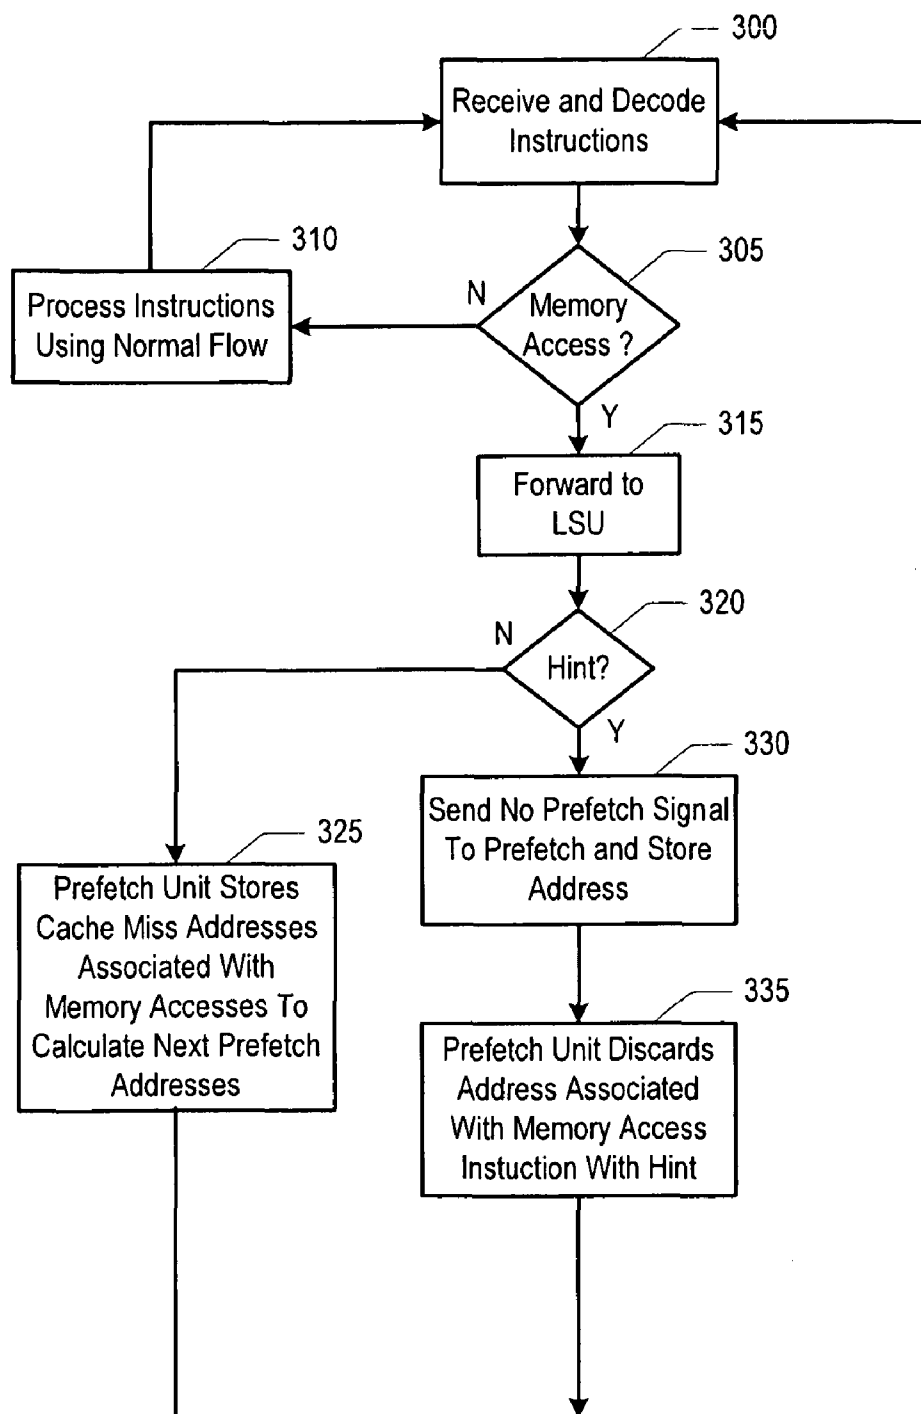 300
Receive and Decode
Instructions
310
305
Process Instructions
Using Normal Flow
N
Memory
Access ?
Y
315
Forward to
LSU
320
N
Hint?
Y
330
Send No Prefetch Signal
To Prefetch and Store
Address
325
Prefetch Unit Stores
Cache Miss Addresses
Associated With
Memory Accesses To
Calculate Next Prefetch
Addresses
335
Prefetch Unit Discards
Address Associated
With Memory Access
Instuction With Hint